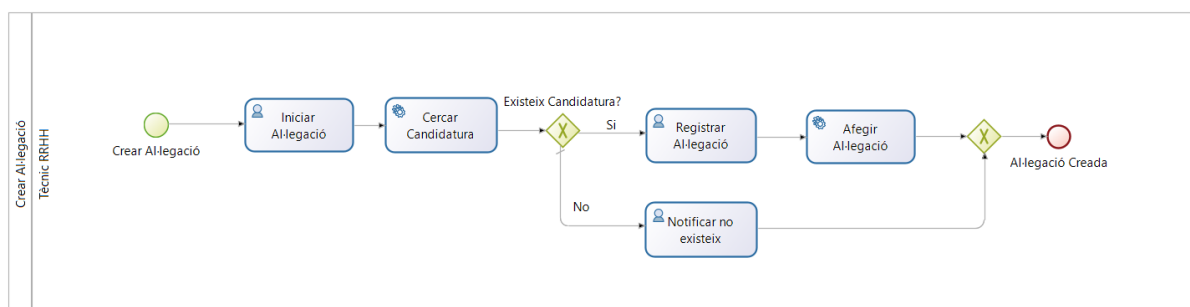 Crear Al·legació
Tècnic RRHH
Crear Al·legació
Iniciar
Al·legació
Cercar
Candidatura
Existeix Candidatura?
Si
Registrar
Al·legació
Afegir
Al·legació
Al·legació Creada
No
Notificar no
existeix